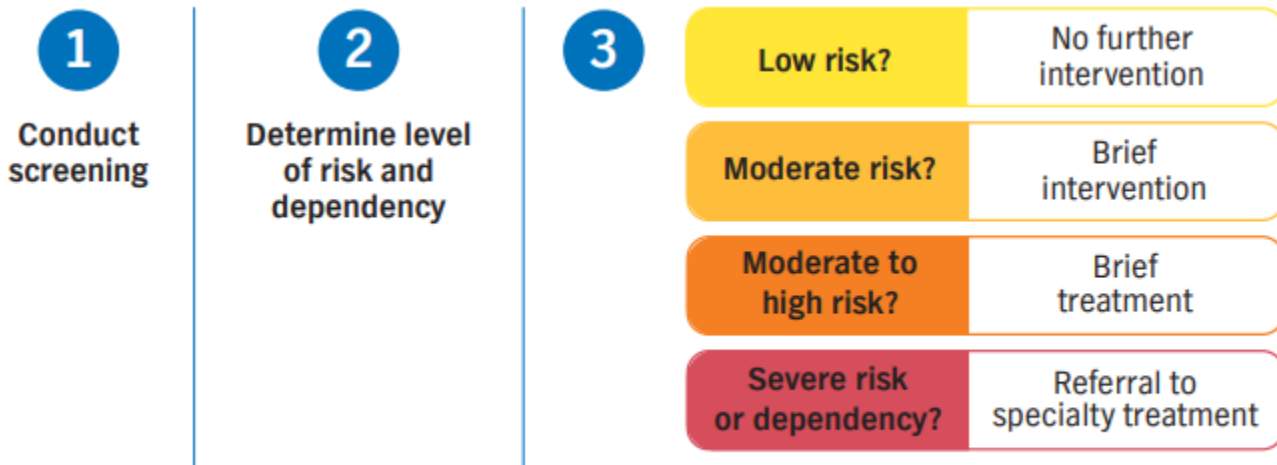 1
Conduct
screening
2
Determine level
of risk and
dependency
3
Low risk?
No further
intervention
Moderate risk?
Brief
intervention
Moderate to
high risk?
Brief
treatment
Severe risk
or dependency?
Referral to
specialty treatment